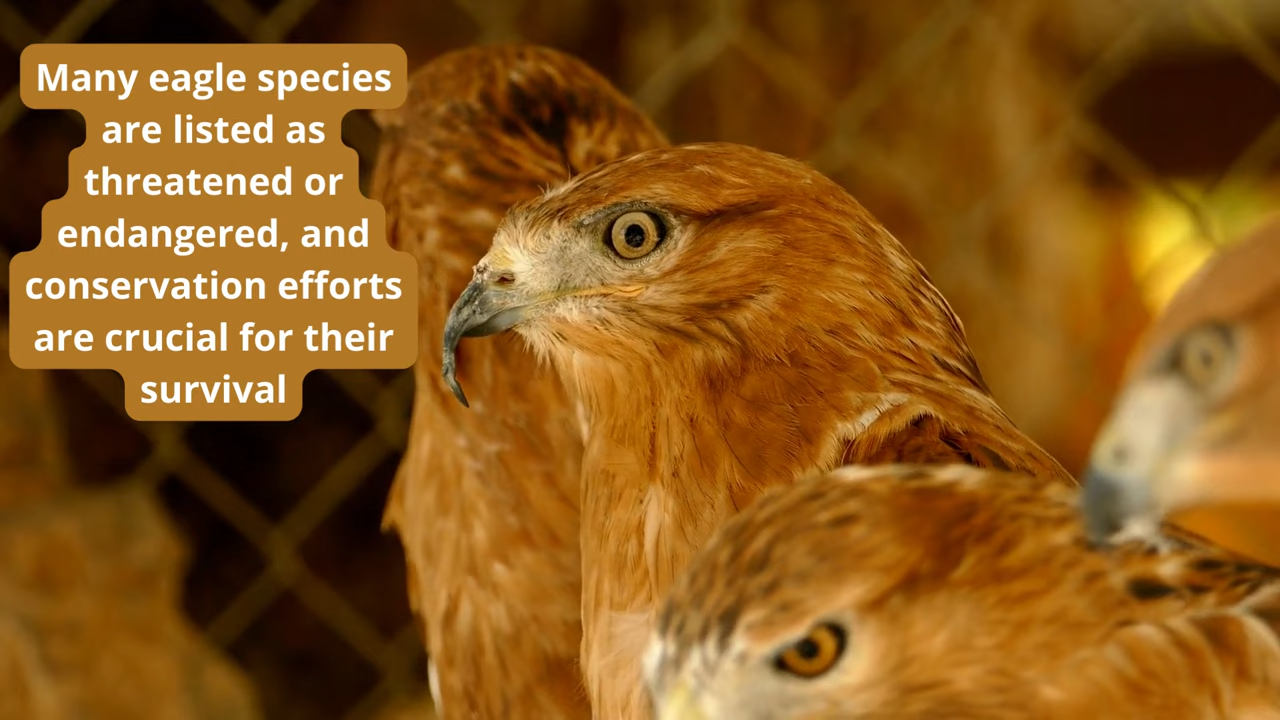 Many eagle species
are listed as
threatened or
endangered, and
conservation efforts
are crucial for their
survival